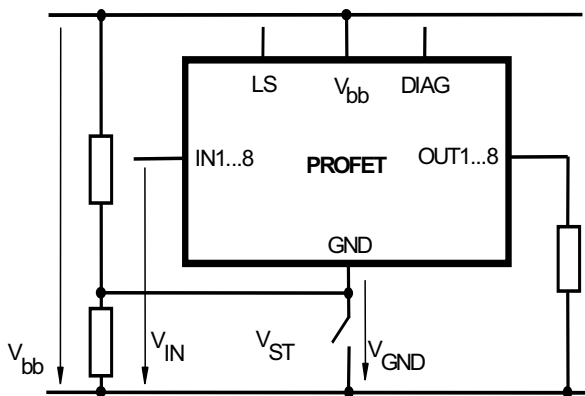 LS
Vbb
DIAG
IN1...8
PROFET
OUT1...8
GND
Vbb
VIN
VST
VGND